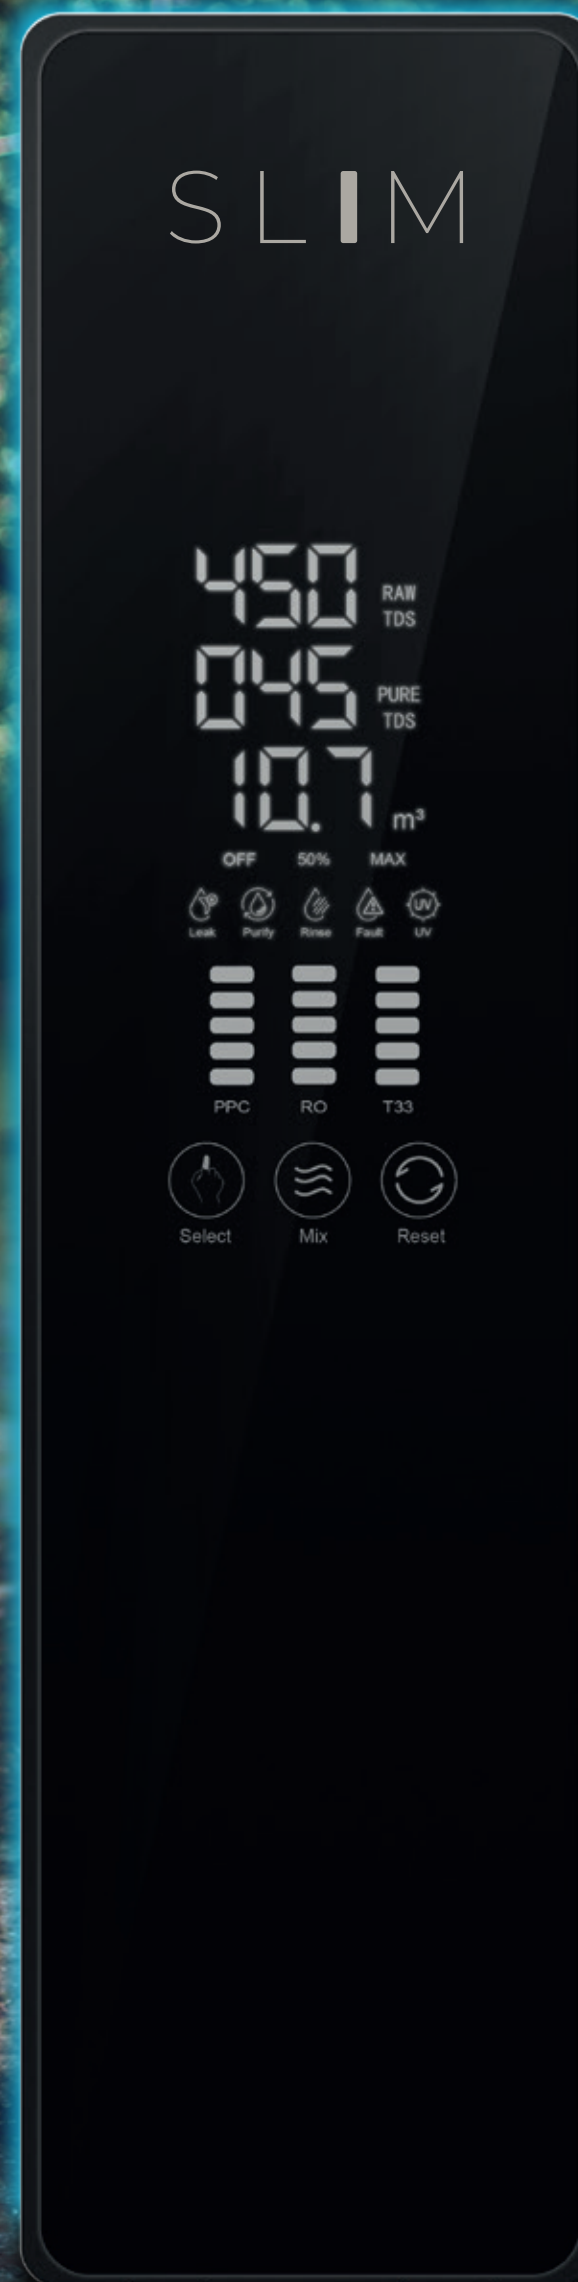 SLIM
450 RAW TDS
045 PURE TDS
10.7 m³
OFF 50% MAX
Leak Purify Rinse Fault UV UV
PPC RO T33
Select Mix Reset